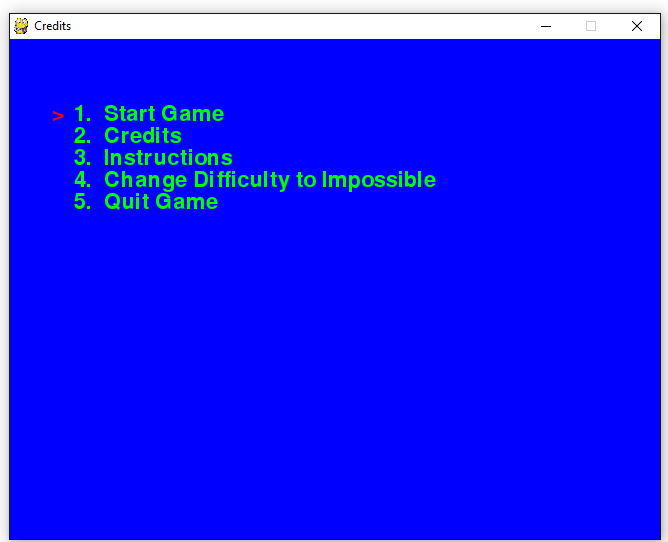 Credits
> 1. Start Game
2. Credits
3. Instructions
4. Change Difficulty to Impossible
5. Quit Game